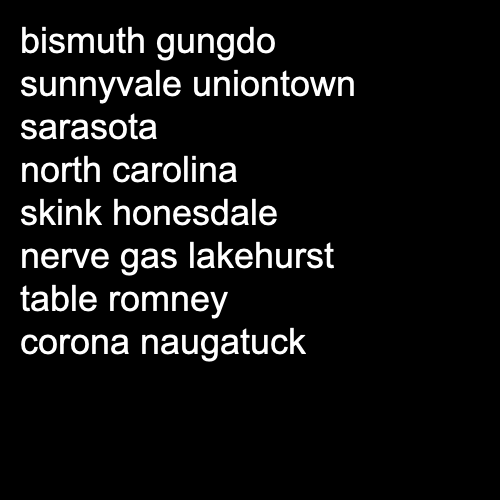 bismuth gungdo
sunnyvale uniontown
sarasota
north carolina
skink honesdale
nerve gas lakehurst
table romney
corona naugatuck